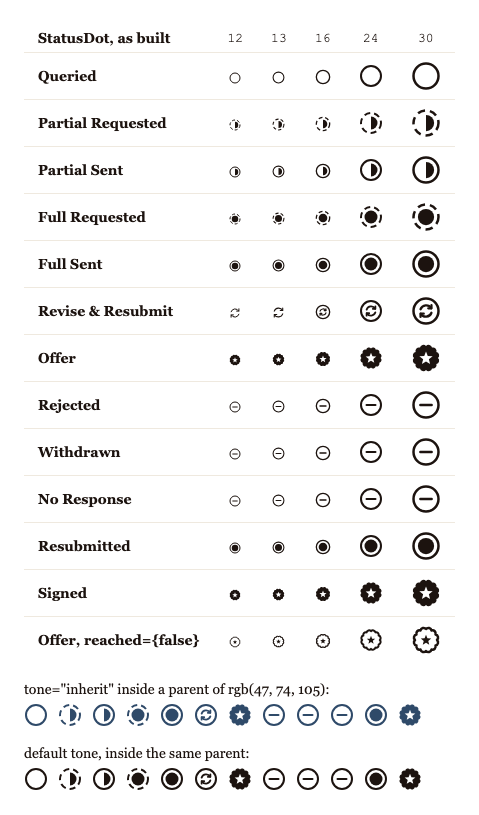 StatusDot, as built 12 13 16 24 30
Queried
Partial Requested
Partial Sent
Full Requested
Full Sent
Revise & Resubmit
Offer
Rejected
Withdrawn
No Response
Resubmitted
Signed
Offer, reached={false}
tone="inherit" inside a parent of rgb(47, 74, 105):
default tone, inside the same parent: